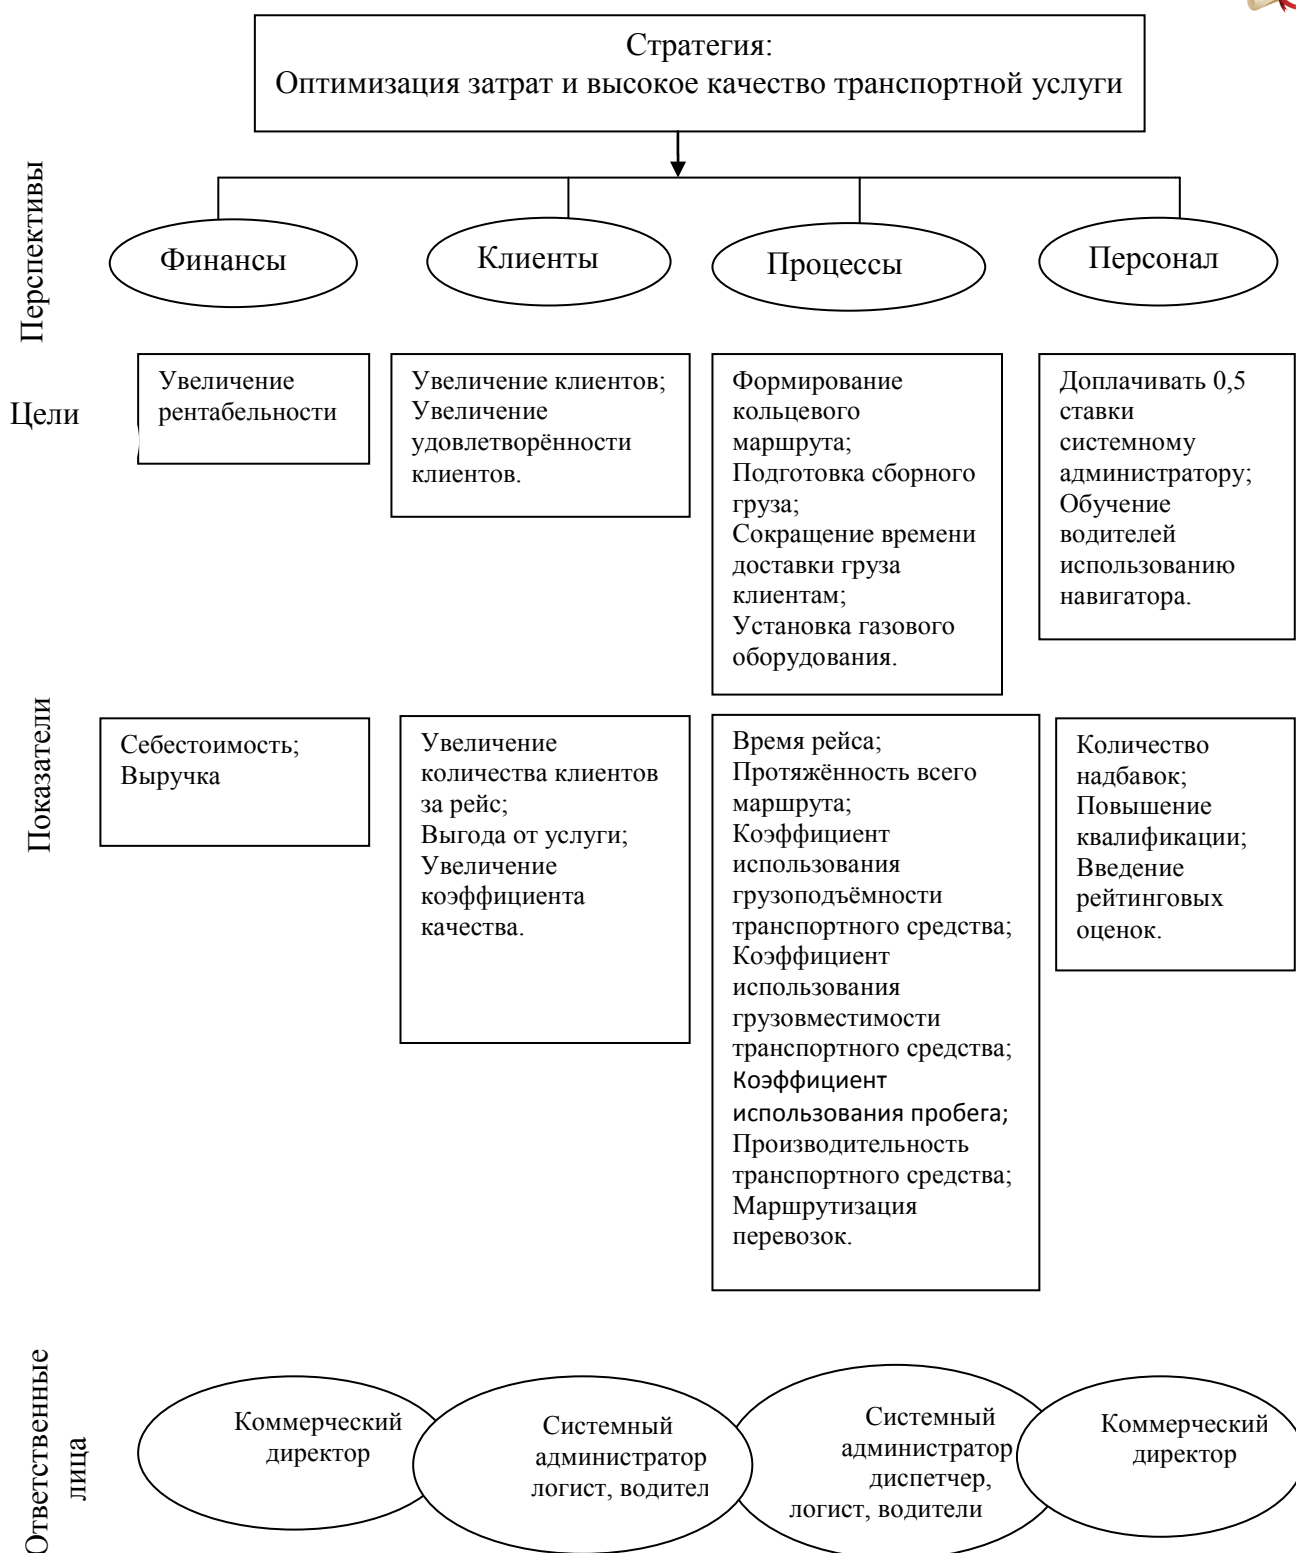 Стратегия:
Оптимизация затрат и высокое качество транспортной услуги
Перспективы
Финансы
Клиенты
Процессы
Персонал
Цели
Увеличение
рентабельности
Увеличение клиентов;
Увеличение
удовлетворённости
клиентов.
Формирование
кольцевого
маршрута;
Подготовка сборного
груза;
Сокращение времени
доставки груза
клиентам;
Установка газового
оборудования.
Доплачивать 0,5
ставки
системному
администратору;
Обучение
водителей
использованию
навигатора.
Показатели
Себестоимость;
Выручка
Увеличение
количества клиентов
за рейс;
Выгода от услуги;
Увеличение
коэффициента
качества.
Время рейса;
Протяжённость всего
маршрута;
Коэффициент
использования
грузоподъёмности
транспортного средства;
Коэффициент
использования
грузовместимости
транспортного средства;
Коэффициент
использования пробега;
Производительность
транспортного средства;
Маршрутизация
перевозок.
Количество
надбавок;
Повышение
квалификации;
Введение
рейтинговых
оценок.
Ответственные
лица
Коммерческий
директор
Системный
администратор
логист, водител
Системный
администратор
диспетчер,
логист, водители
Коммерческий
директор